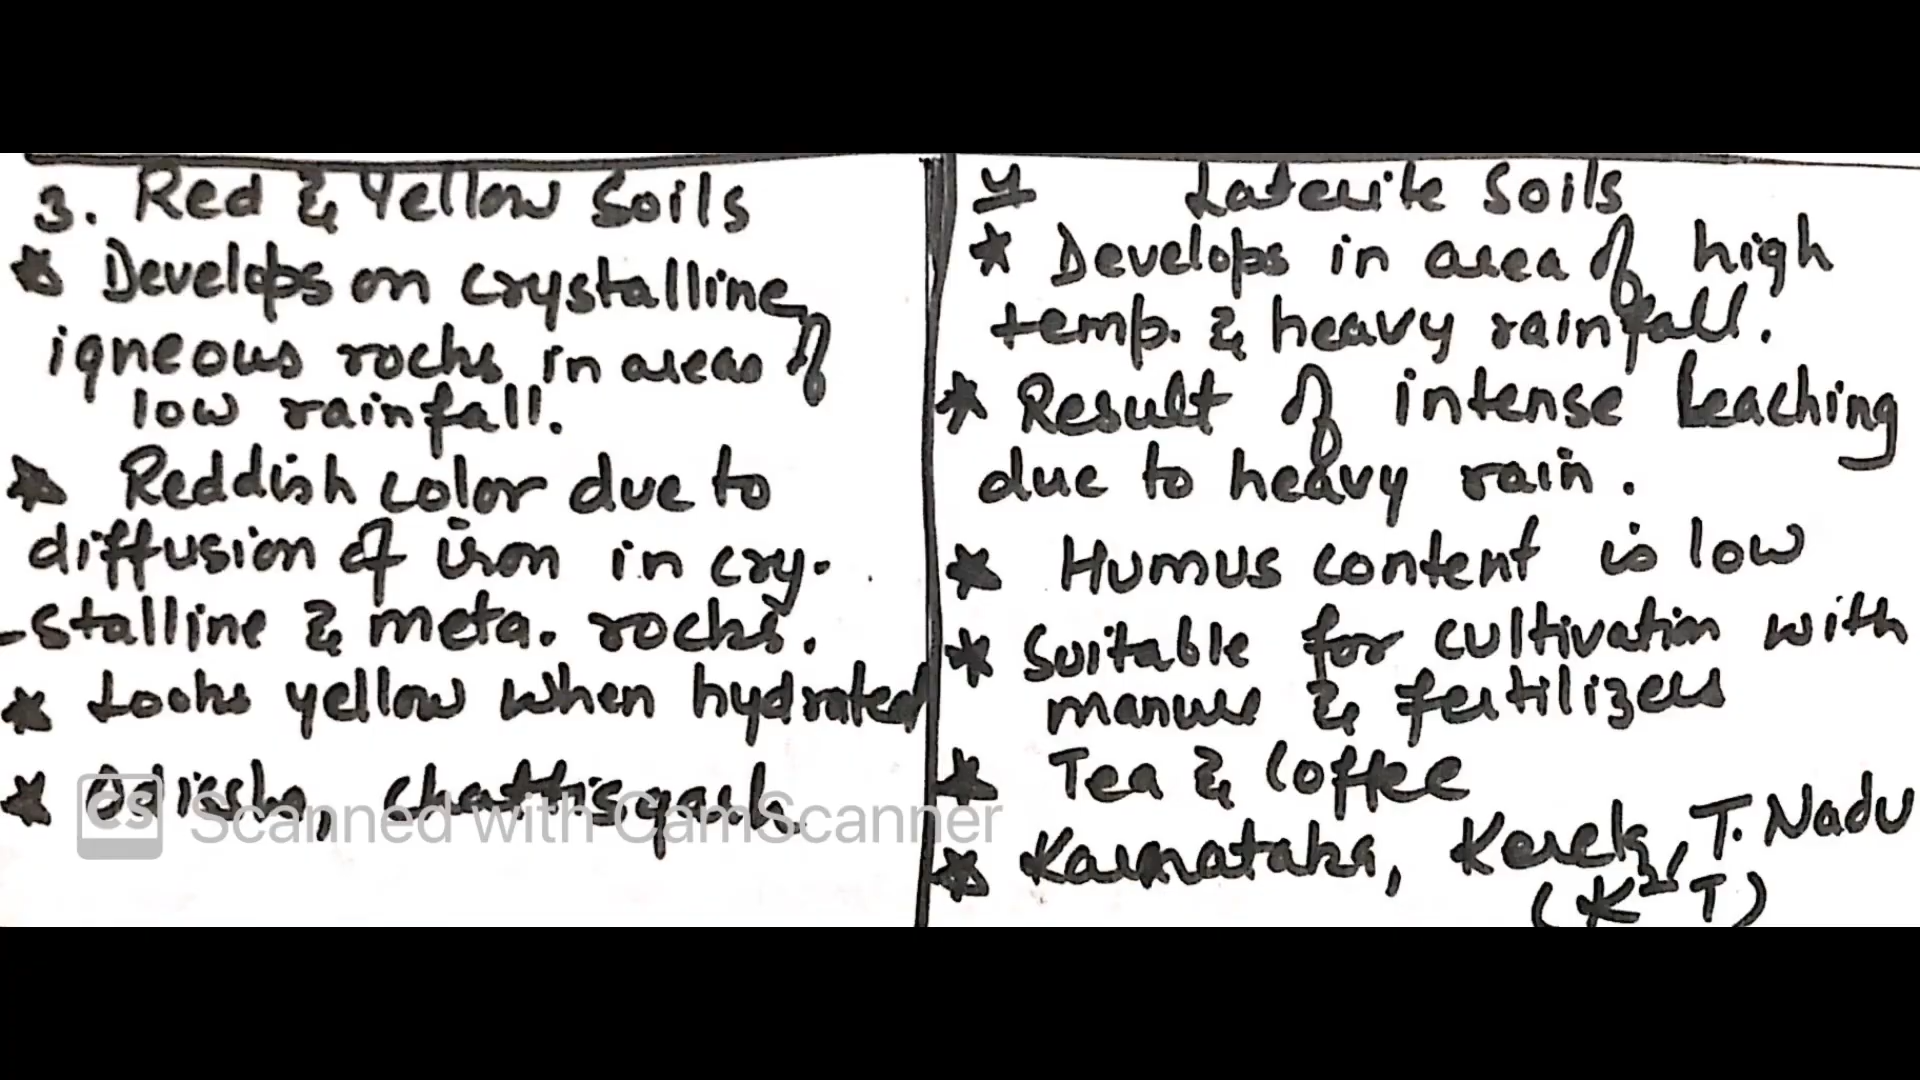 3. Red & Yellow Soils
* Develops on crystalline
igneous rocks in areas of
low rainfall.
* Reddish color due to
diffusion of iron in cry-
-stalline & meta. rocks.
* Looks yellow when hydrated
* Odissha, chattisgarh
Scanned with CamScanner
4 Laterite Soils
* Develops in area of high
temp. & heavy rainfall.
* Result of intense leaching
due to heavy rain.
* Humus content is low
* Suitable for cultivation with
manure & fertilizers
* Tea & Coffee
* Karnataka, Kerela, T. Nadu
(K²T)
CS